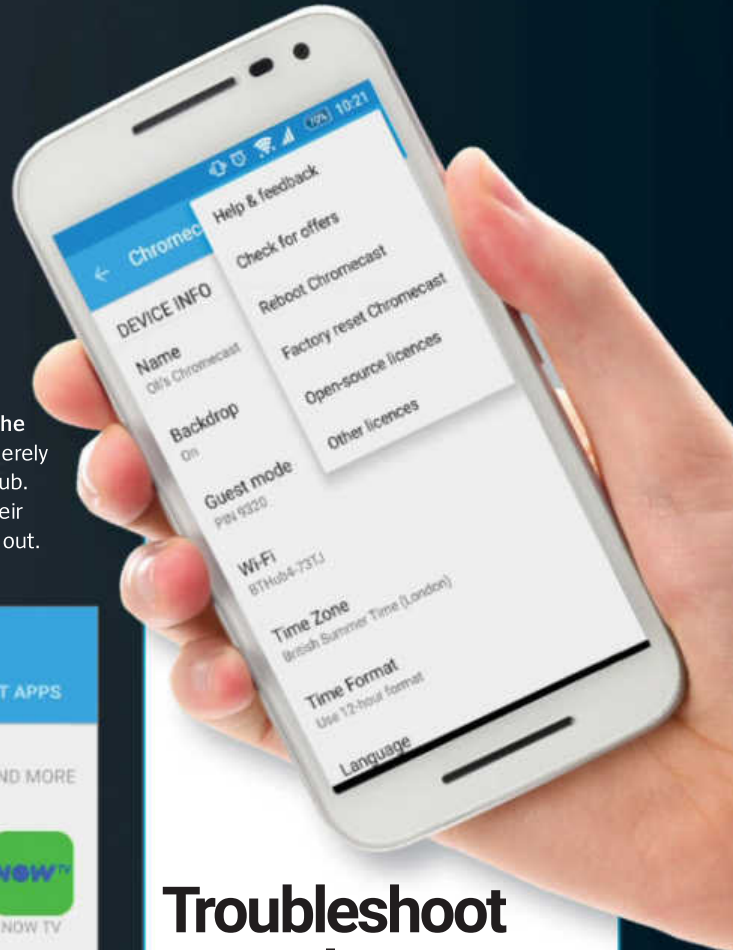 10:21
Chromec
Help & feedback
Check for offers
Reboot Chromecast
Factory reset Chromecast
Open-source licences
Other licences
DEVICE INFO
Name
Oli's Chromecast
Backdrop
On
Guest mode
PIN 9320
Wi-Fi
BTHub4-73TJ
Time Zone
British Summer Time (London)
Time Format
Use 12-hour format
Language
he
erely
ub.
eir
out.
T APPS
ND MORE
NOW TV
NOW TV
Troubleshoot